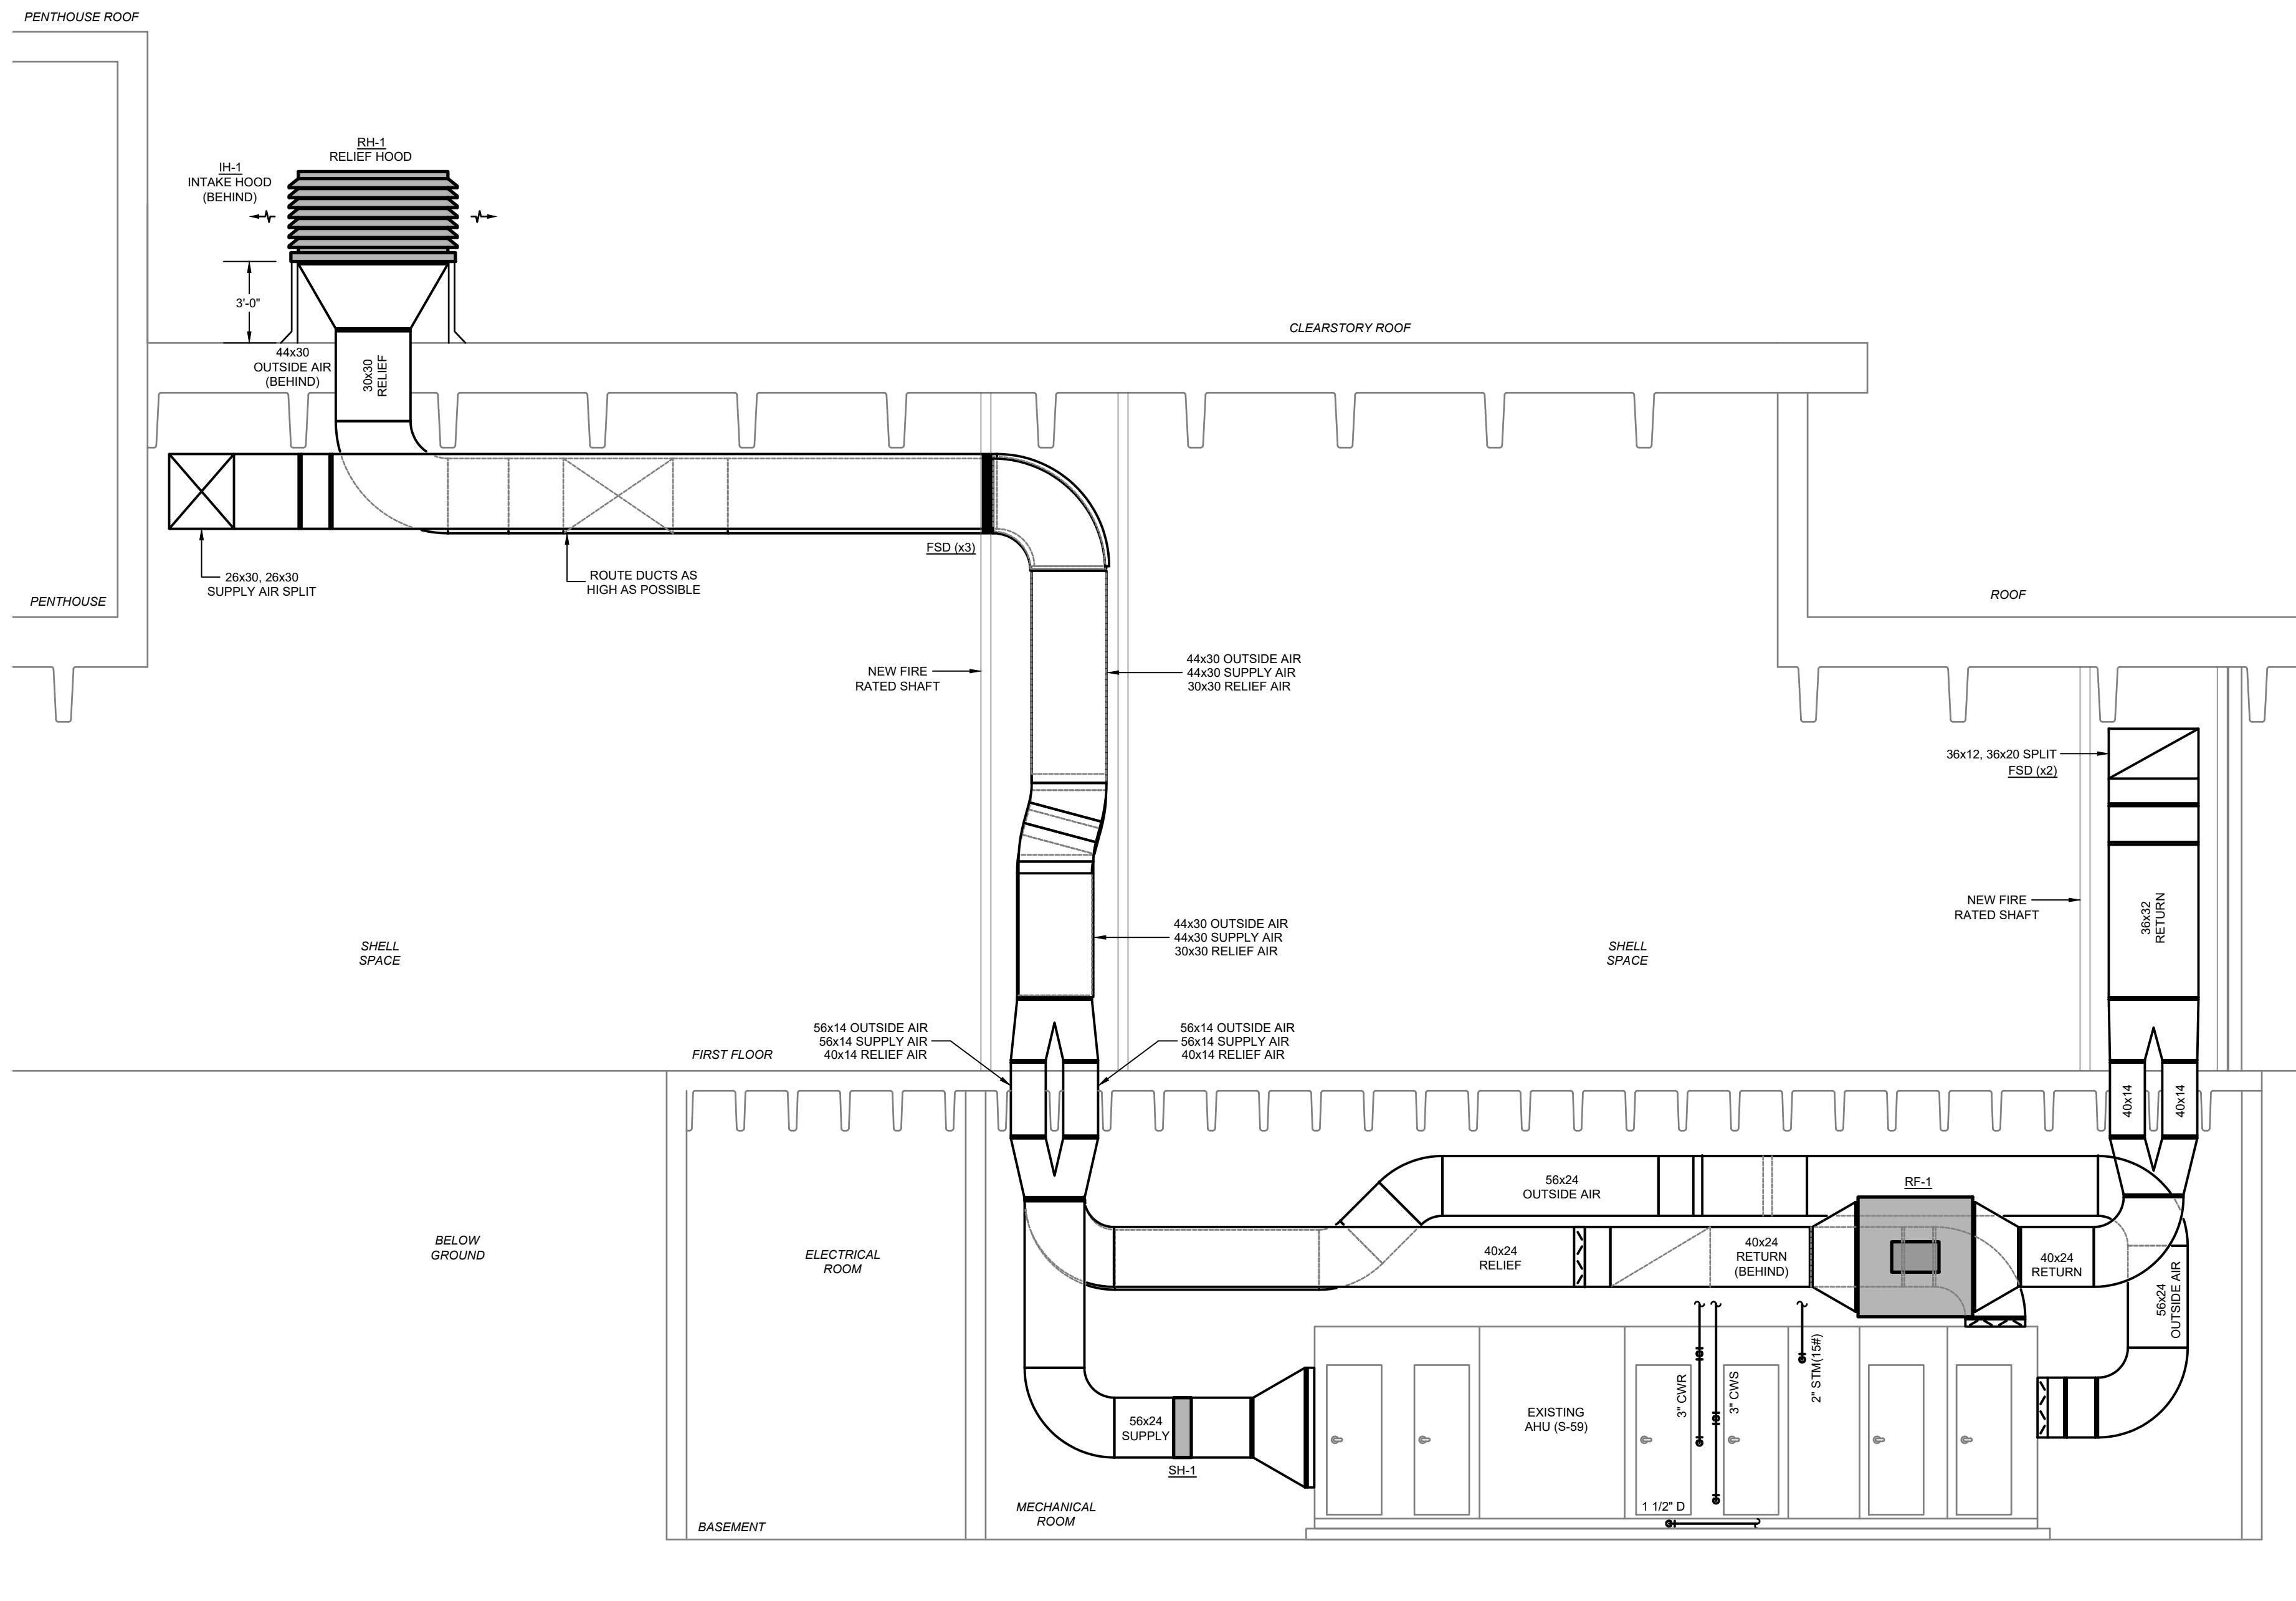 PENTHOUSE ROOF
RH-1
RELIEF HOOD
IH-1
INTAKE HOOD
(BEHIND)
3'-0"
44x30
OUTSIDE AIR
(BEHIND)
30x30
RELIEF
CLEARSTORY ROOF
FSD (x3)
26x30, 26x30
SUPPLY AIR SPLIT
ROUTE DUCTS AS
HIGH AS POSSIBLE
PENTHOUSE
ROOF
NEW FIRE
RATED SHAFT
44x30 OUTSIDE AIR
44x30 SUPPLY AIR
30x30 RELIEF AIR
36x12, 36x20 SPLIT
FSD (x2)
NEW FIRE
RATED SHAFT
36x32
RETURN
SHELL
SPACE
44x30 OUTSIDE AIR
44x30 SUPPLY AIR
30x30 RELIEF AIR
SHELL
SPACE
56x14 OUTSIDE AIR
56x14 SUPPLY AIR
40x14 RELIEF AIR
56x14 OUTSIDE AIR
56x14 SUPPLY AIR
40x14 RELIEF AIR
FIRST FLOOR
40x14
40x14
56x24
OUTSIDE AIR
RF-1
BELOW
GROUND
ELECTRICAL
ROOM
40x24
RELIEF
40x24
RETURN
(BEHIND)
40x24
RETURN
56x24
OUTSIDE AIR
56x24
SUPPLY
SH-1
EXISTING
AHU (S-59)
3" CWR
3" CWS
2" STM(15#)
1 1/2" D
MECHANICAL
ROOM
BASEMENT